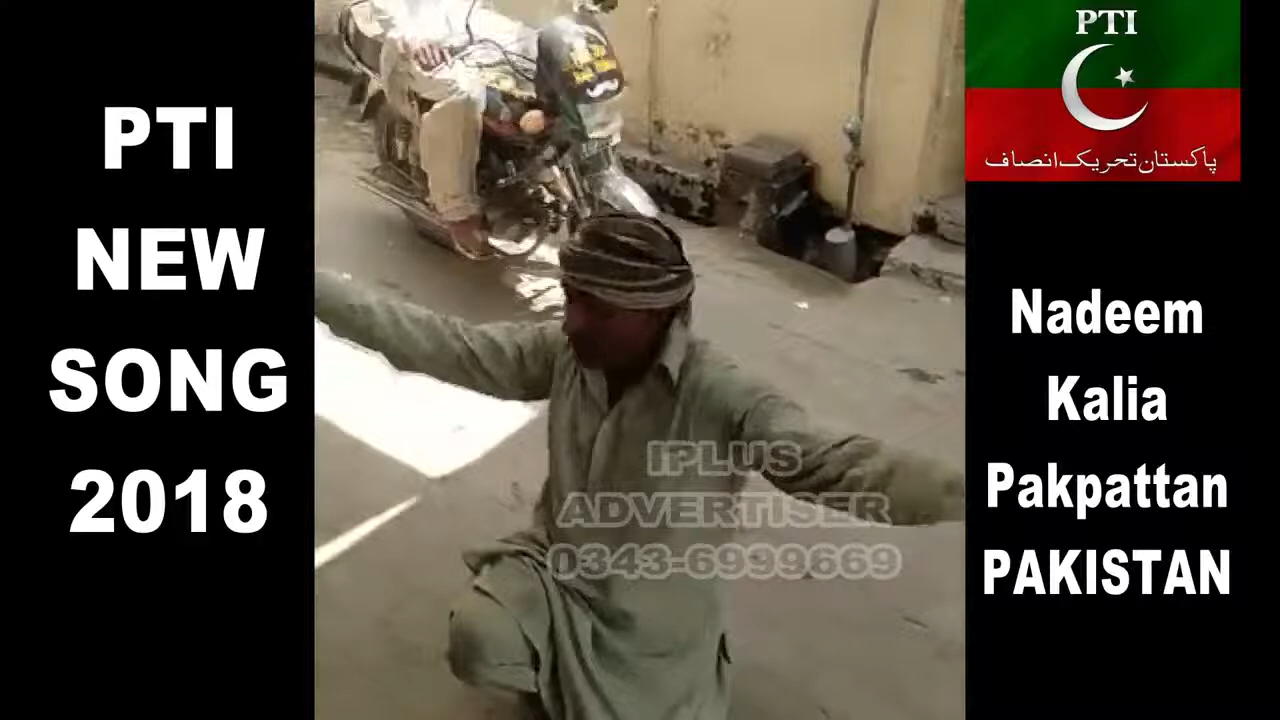 PTI
NEW
SONG
2018
IPLUS
ADVERTISER
0343-6999669
PTI
پاکستان تحریک انصاف
Nadeem
Kalia
Pakpattan
PAKISTAN